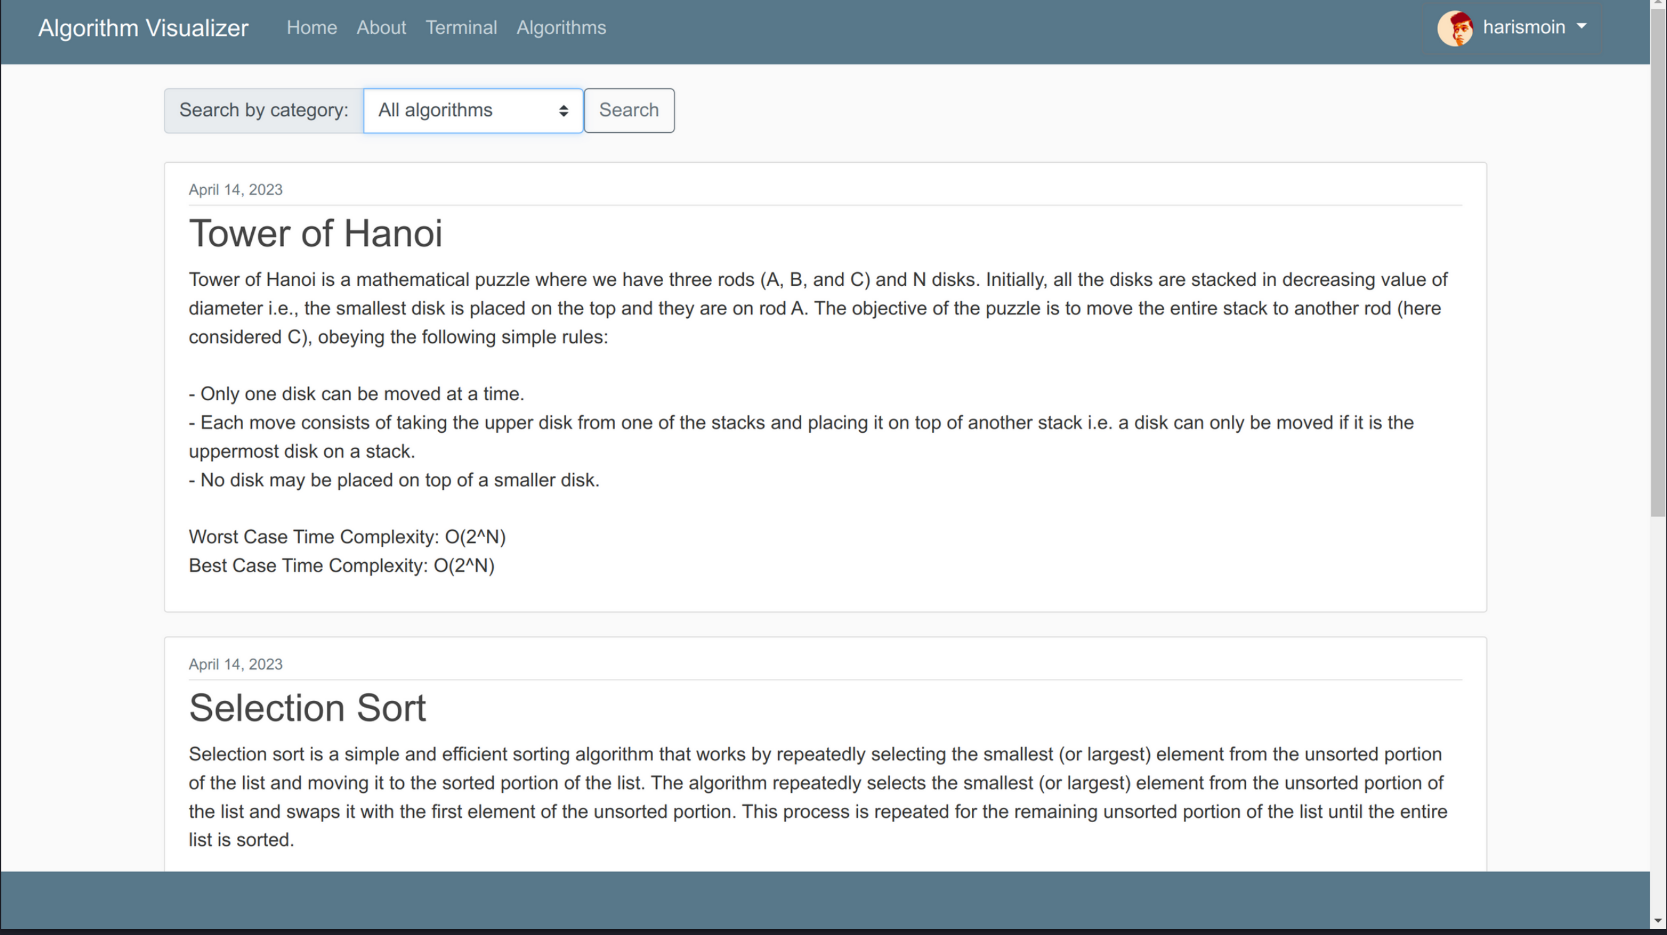 Algorithm Visualizer Home About Terminal Algorithms harismoin
Search by category: All algorithms Search
April 14, 2023
Tower of Hanoi
Tower of Hanoi is a mathematical puzzle where we have three rods (A, B, and C) and N disks. Initially, all the disks are stacked in decreasing value of
diameter i.e., the smallest disk is placed on the top and they are on rod A. The objective of the puzzle is to move the entire stack to another rod (here
considered C), obeying the following simple rules:
- Only one disk can be moved at a time.
- Each move consists of taking the upper disk from one of the stacks and placing it on top of another stack i.e. a disk can only be moved if it is the
uppermost disk on a stack.
- No disk may be placed on top of a smaller disk.
Worst Case Time Complexity: O(2^N)
Best Case Time Complexity: O(2^N)
April 14, 2023
Selection Sort
Selection sort is a simple and efficient sorting algorithm that works by repeatedly selecting the smallest (or largest) element from the unsorted portion
of the list and moving it to the sorted portion of the list. The algorithm repeatedly selects the smallest (or largest) element from the unsorted portion of
the list and swaps it with the first element of the unsorted portion. This process is repeated for the remaining unsorted portion of the list until the entire
list is sorted.